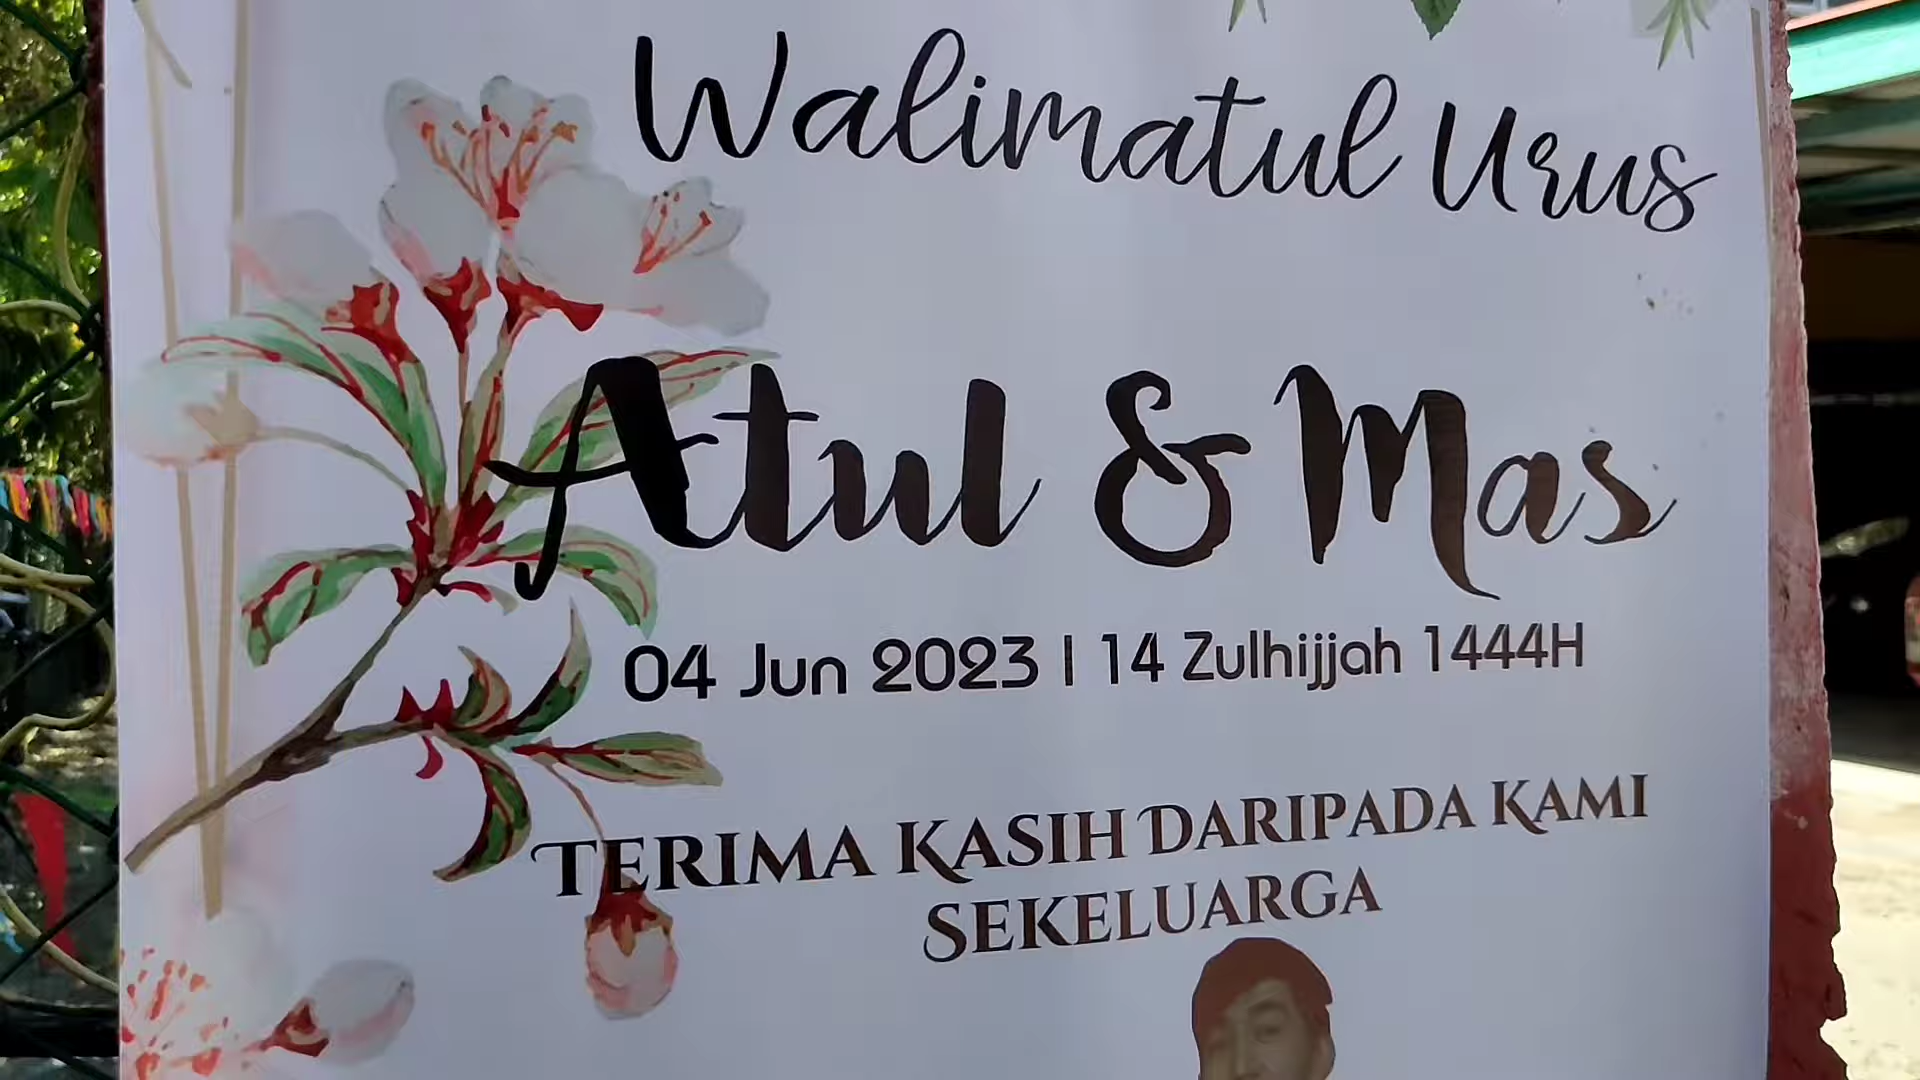 Walimatul Urus
Atul & Mas
04 Jun 2023 | 14 Zulhijjah 1444H
TERIMA KASIH DARIPADA KAMI
SEKELUARGA